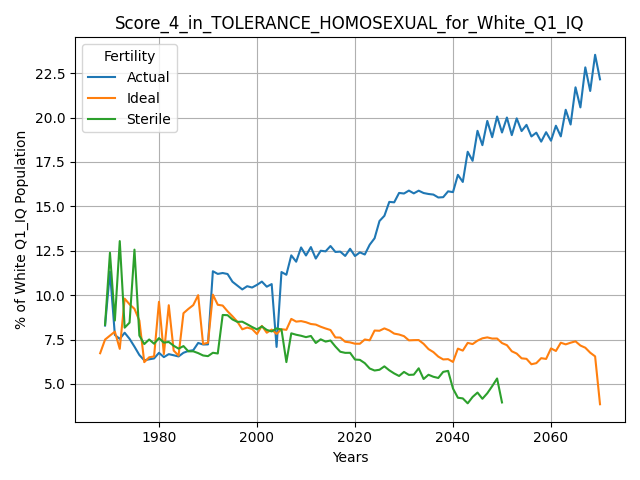 Score_4_in_TOLERANCE_HOMOSEXUAL_for_White_Q1_IQ
Fertility
Actual
Ideal
Sterile
% of White Q1_IQ Population
22.5
20.0
17.5
15.0
12.5
10.0
7.5
5.0
1980
2000
2020
2040
2060
Years